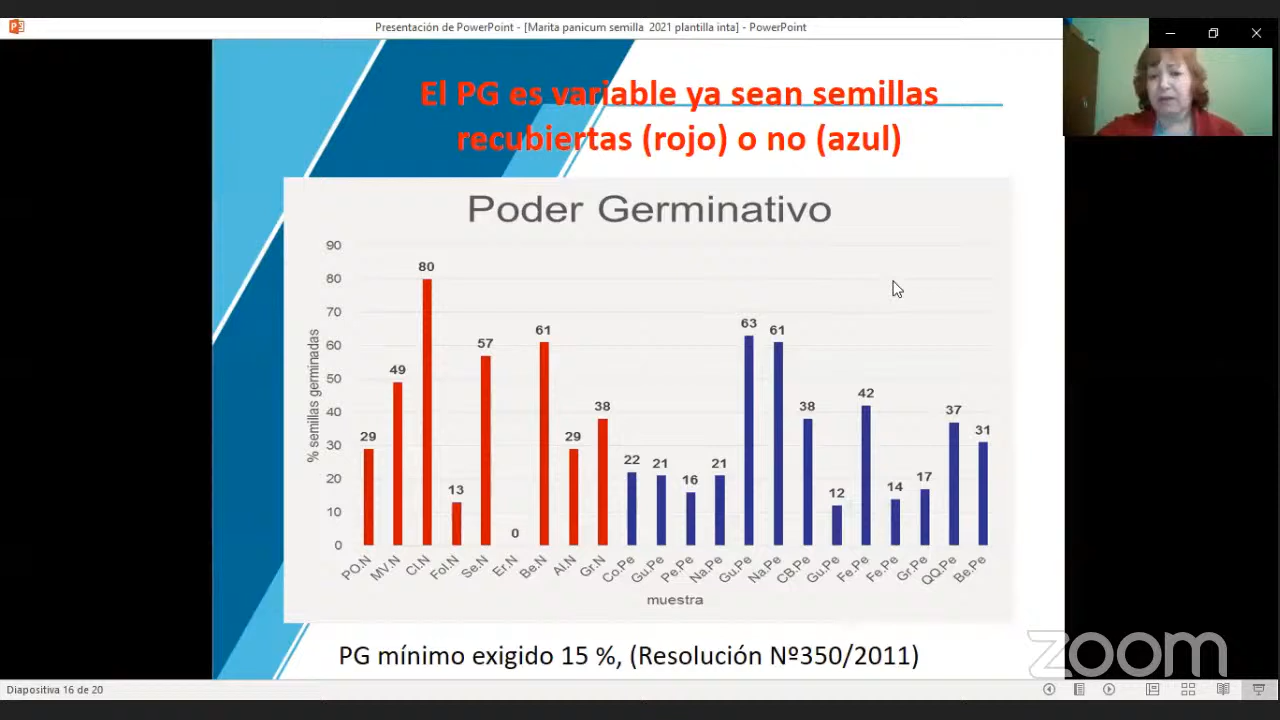 Presentación de PowerPoint - [Marita panicum semilla 2021 plantilla inta] - PowerPoint
El PG es variable ya sean semillas
recubiertas (rojo) o no (azul)
Poder Germinativo
% semillas germinadas
90
80
70
60
50
40
30
20
10
0
29
49
80
13
57
0
61
29
38
22
21
16
21
63
61
38
12
42
14
17
37
31
PO.N
MV.N
Cl.N
Fol.N
Se.N
Er.N
Be.N
Al.N
Gr.N
Co.Pe
Gu.Pe
Pe.Pe
Na.Pe
Gu.Pe
Na.Pe
CB.Pe
Gu.Pe
Fe.Pe
Fe.Pe
Gr.Pe
QQ.Pe
Be.Pe
muestra
PG mínimo exigido 15 %, (Resolución Nº350/2011)
zoom
Diapositiva 16 de 20